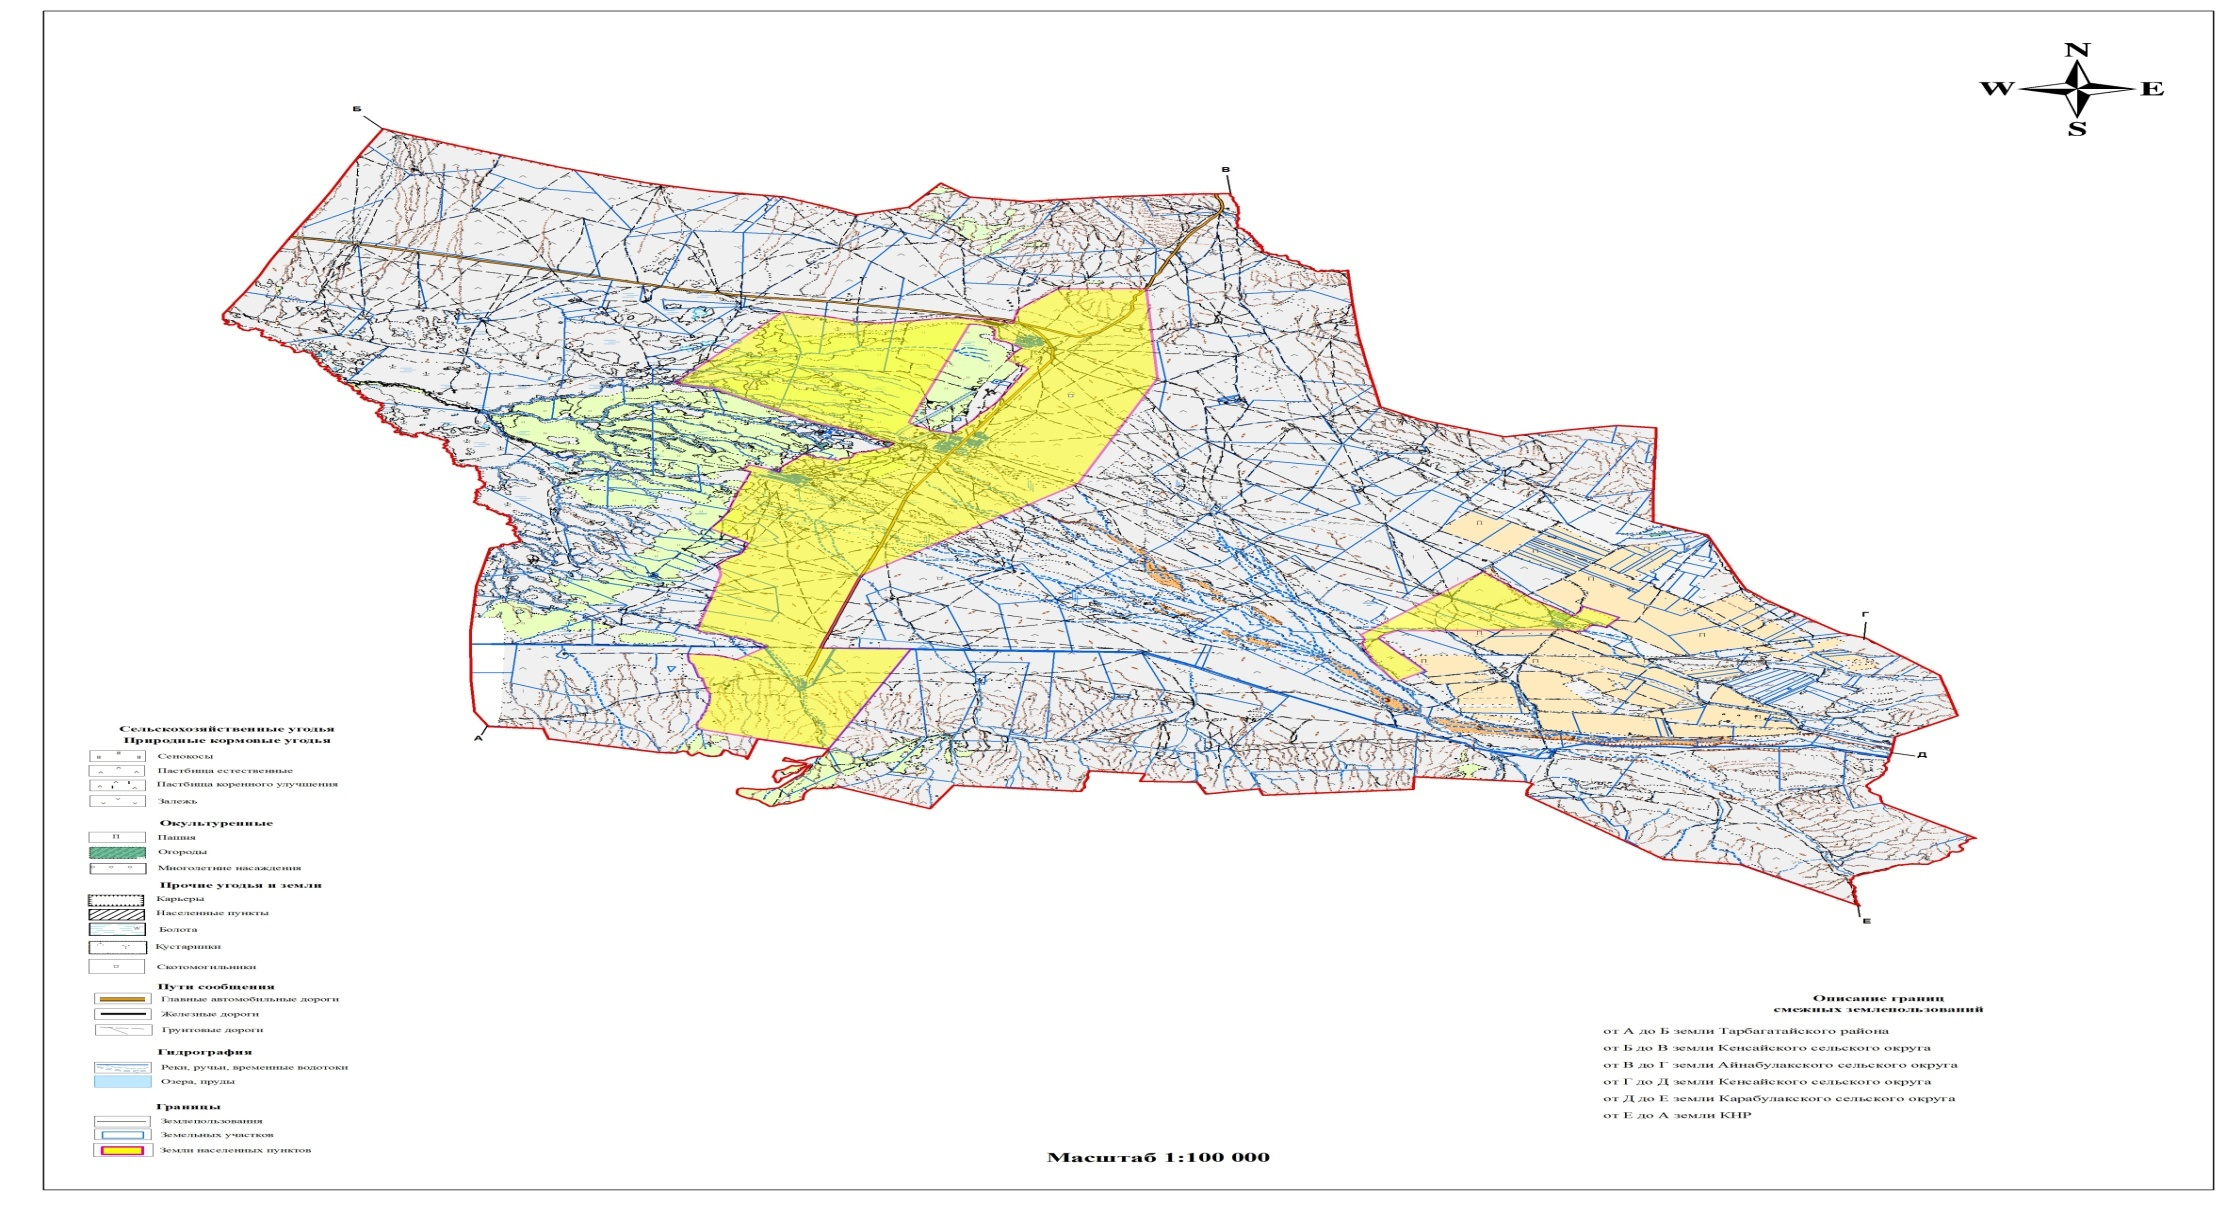 N
W E
S
Б
В
Г
Д
Е
А
Сельскохозяйственные угодья
Природные кормовые угодья
Сенокосы
Пастбища естественные
Пастбища коренного улучшения
Залежь
Окультуренные
П Пашня
Огороды
Многолетние насаждения
Прочие угодья и земли
Карьеры
Населенные пункты
Болота
Кустарники
Скотомогильники
Пути сообщения
Главные автомобильные дороги
Железные дороги
Грунтовые дороги
Гидрография
Реки, ручьи, временные водотоки
Озера, пруды
Границы
Землепользования
Земельных участков
Земли населенных пунктов
Масштаб 1:100 000
Описание границ
смежных землепользований
от А до Б земли Тарбагатайского района
от Б до В земли Кенсайского сельского округа
от В до Г земли Айнабулакского сельского округа
от Г до Д земли Кенсайского сельского округа
от Д до Е земли Карабулакского сельского округа
от Е до А земли КНР